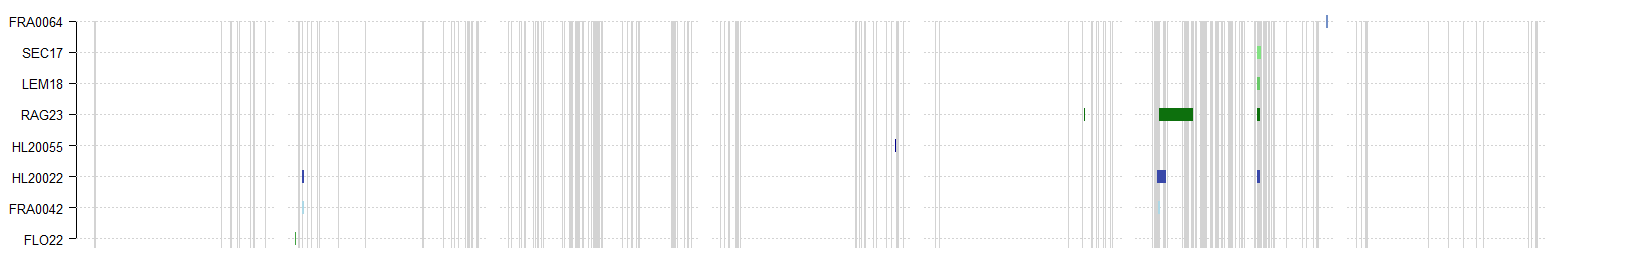 FRA0064
SEC17
LEM18
RAG23
HL20055
HL20022
FRA0042
FLO22